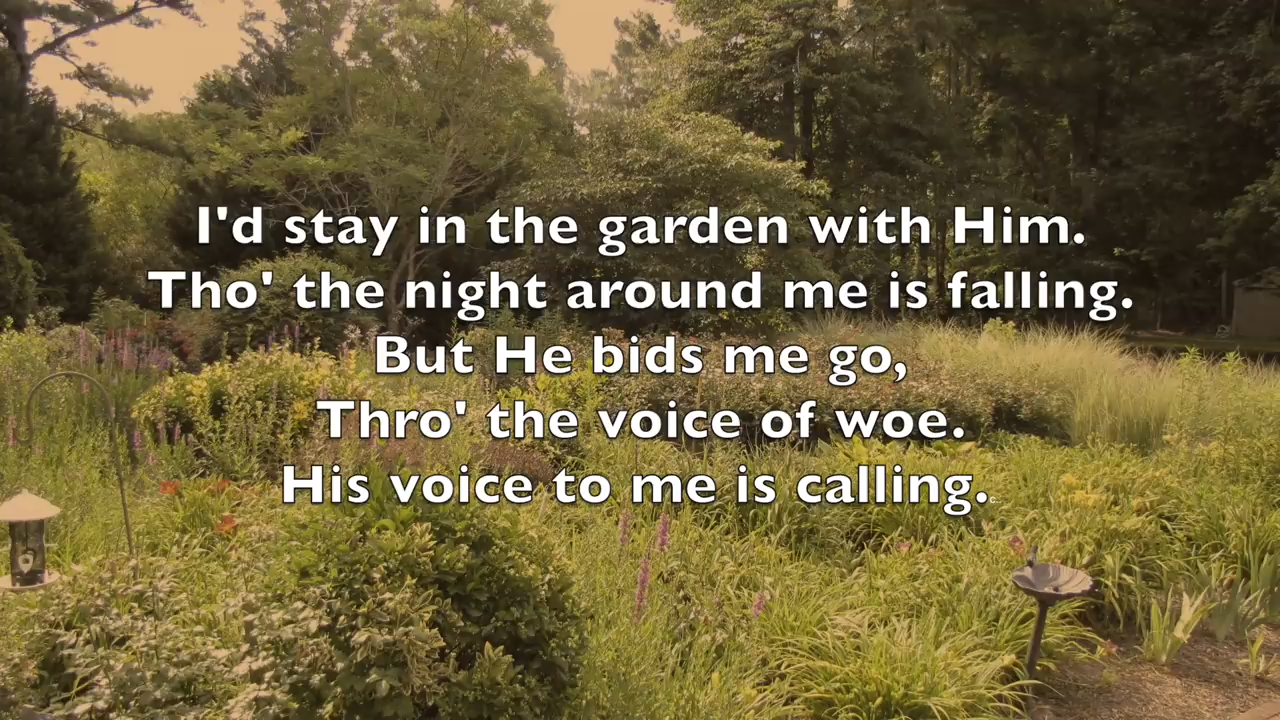 I'd stay in the garden with Him.
Tho' the night around me is falling.
But He bids me go,
Thro' the voice of woe.
His voice to me is calling.